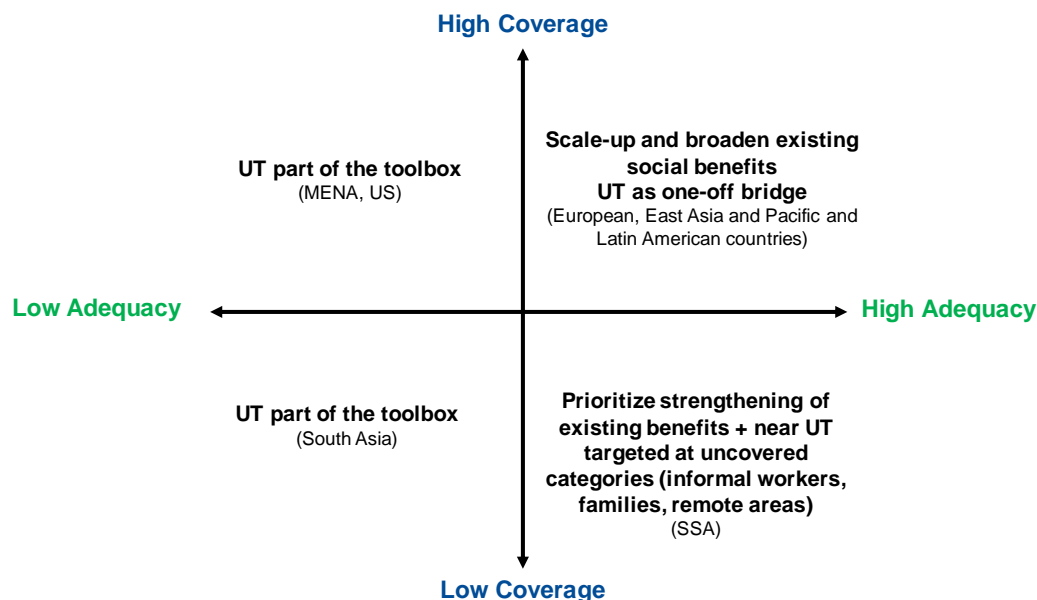 High Coverage
UT part of the toolbox
(MENA, US)
Scale-up and broaden existing
social benefits
UT as one-off bridge
(European, East Asia and Pacific and
Latin American countries)
Low Adequacy
High Adequacy
UT part of the toolbox
(South Asia)
Prioritize strengthening of
existing benefits + near UT
targeted at uncovered
categories (informal workers,
families, remote areas)
(SSA)
Low Coverage